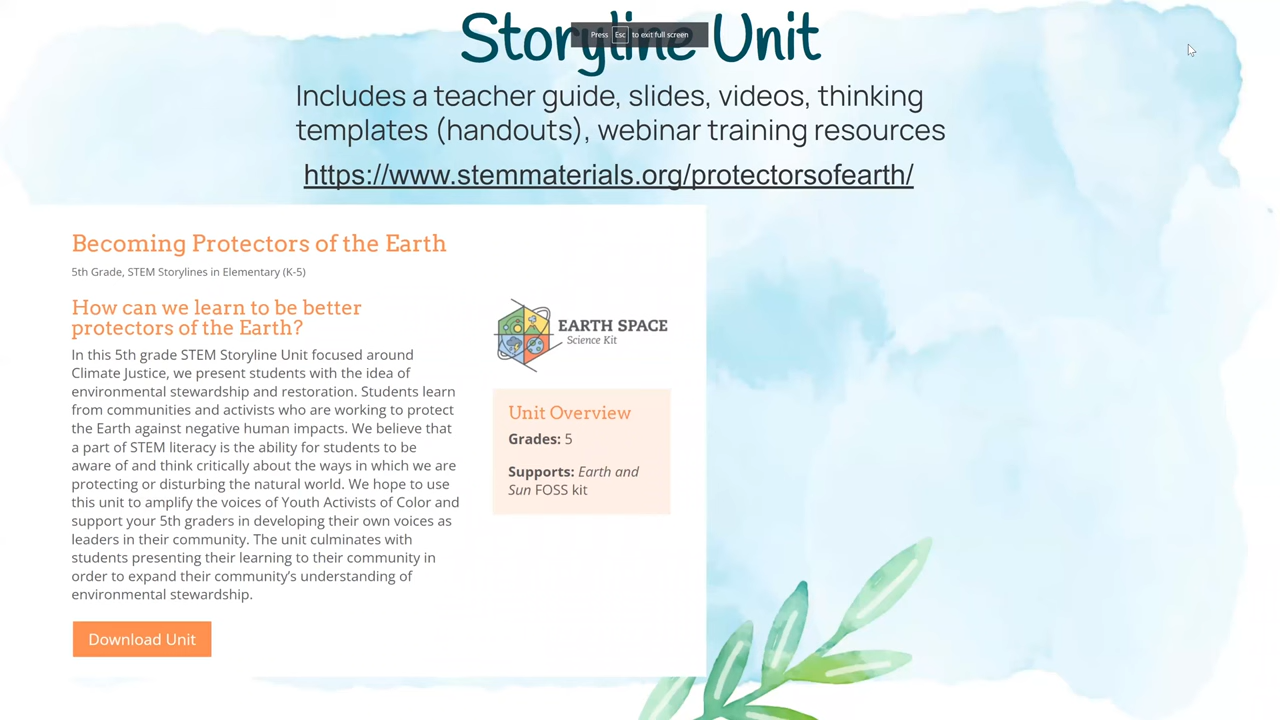 Storyline Unit
Press Esc to exit full screen
Includes a teacher guide, slides, videos, thinking
templates (handouts), webinar training resources
https://www.stemmaterials.org/protectorsofearth/
Becoming Protectors of the Earth
5th Grade, STEM Storylines in Elementary (K-5)
How can we learn to be better
protectors of the Earth?
In this 5th grade STEM Storyline Unit focused around
Climate Justice, we present students with the idea of
environmental stewardship and restoration. Students learn
from communities and activists who are working to protect
the Earth against negative human impacts. We believe that
a part of STEM literacy is the ability for students to be
aware of and think critically about the ways in which we are
protecting or disturbing the natural world. We hope to use
this unit to amplify the voices of Youth Activists of Color and
support your 5th graders in developing their own voices as
leaders in their community. The unit culminates with
students presenting their learning to their community in
order to expand their community's understanding of
environmental stewardship.
Download Unit
EARTH SPACE
Science Kit
Unit Overview
Grades: 5
Supports: Earth and
Sun FOSS kit